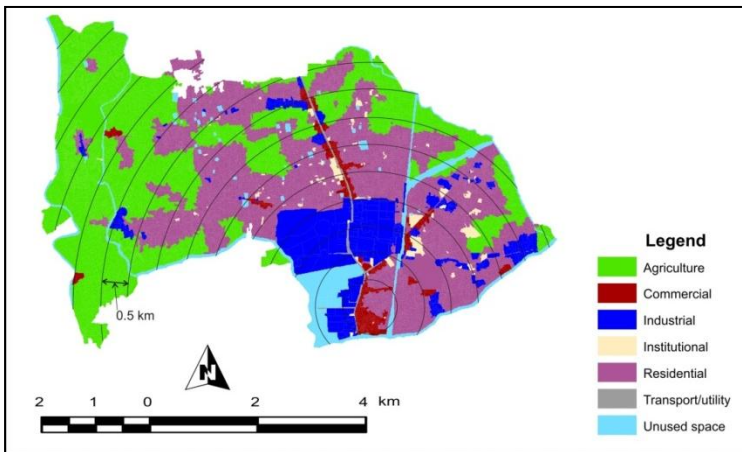 Legend
Agriculture
Commercial
Industrial
Institutional
Residential
Transport/utility
Unused space
0.5 km
N
2 1 0 2 4 km